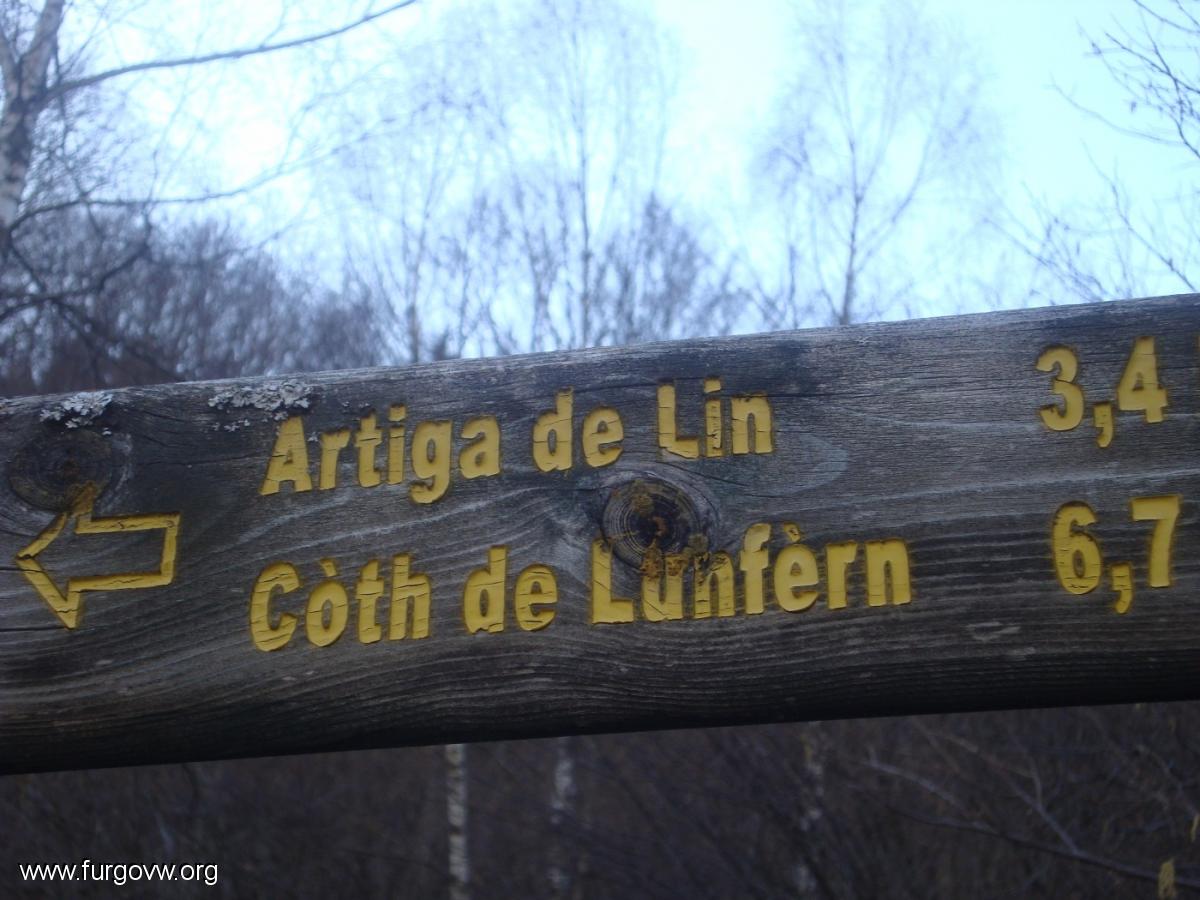 Artiga de Lin 3,4
Còth de Lunfèrn 6,7
www.furgovw.org